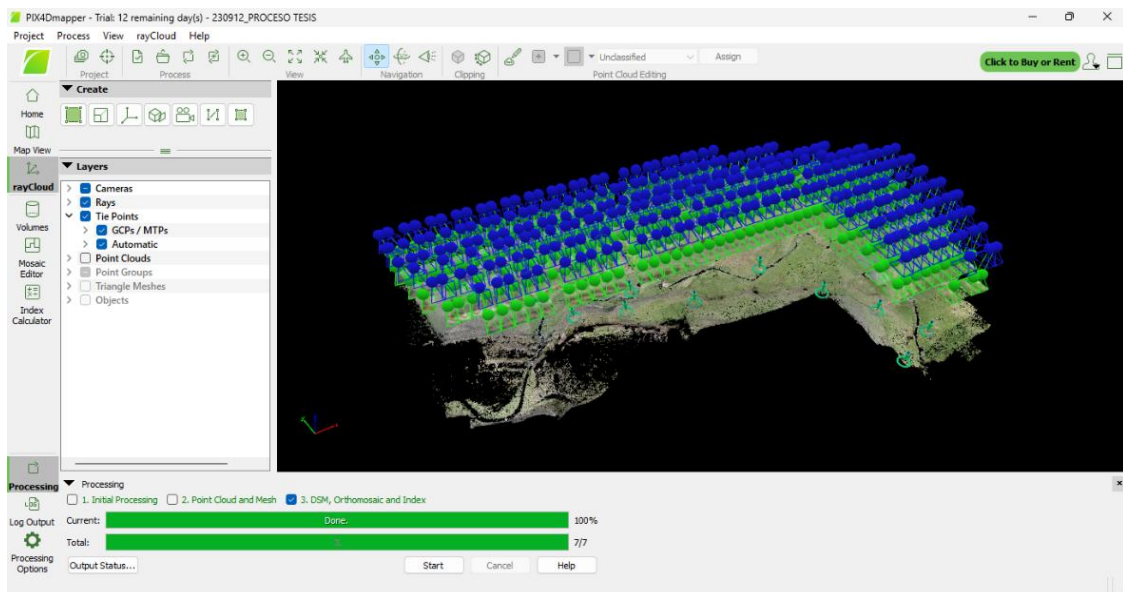 PIX4Dmapper - Trial: 12 remaining day(s) - 230912_PROCESO TESIS
Project Process View rayCloud Help
Project Process View Navigation Clipping Point Cloud Editing
Unclassified Assign
Click to Buy or Rent
Home
Map View
rayCloud
Volumes
Mosaic
Editor
Index
Calculator
Create
Layers
Cameras
Rays
Tie Points
GCPs / MTPs
Automatic
Point Clouds
Point Groups
Triangle Meshes
Objects
Processing
Log Output
Processing
Options
Processing
1. Initial Processing 2. Point Cloud and Mesh 3. DSM, Orthomosaic and Index
Current: Done. 100%
Total: 7/7
Output Status... Start Cancel Help